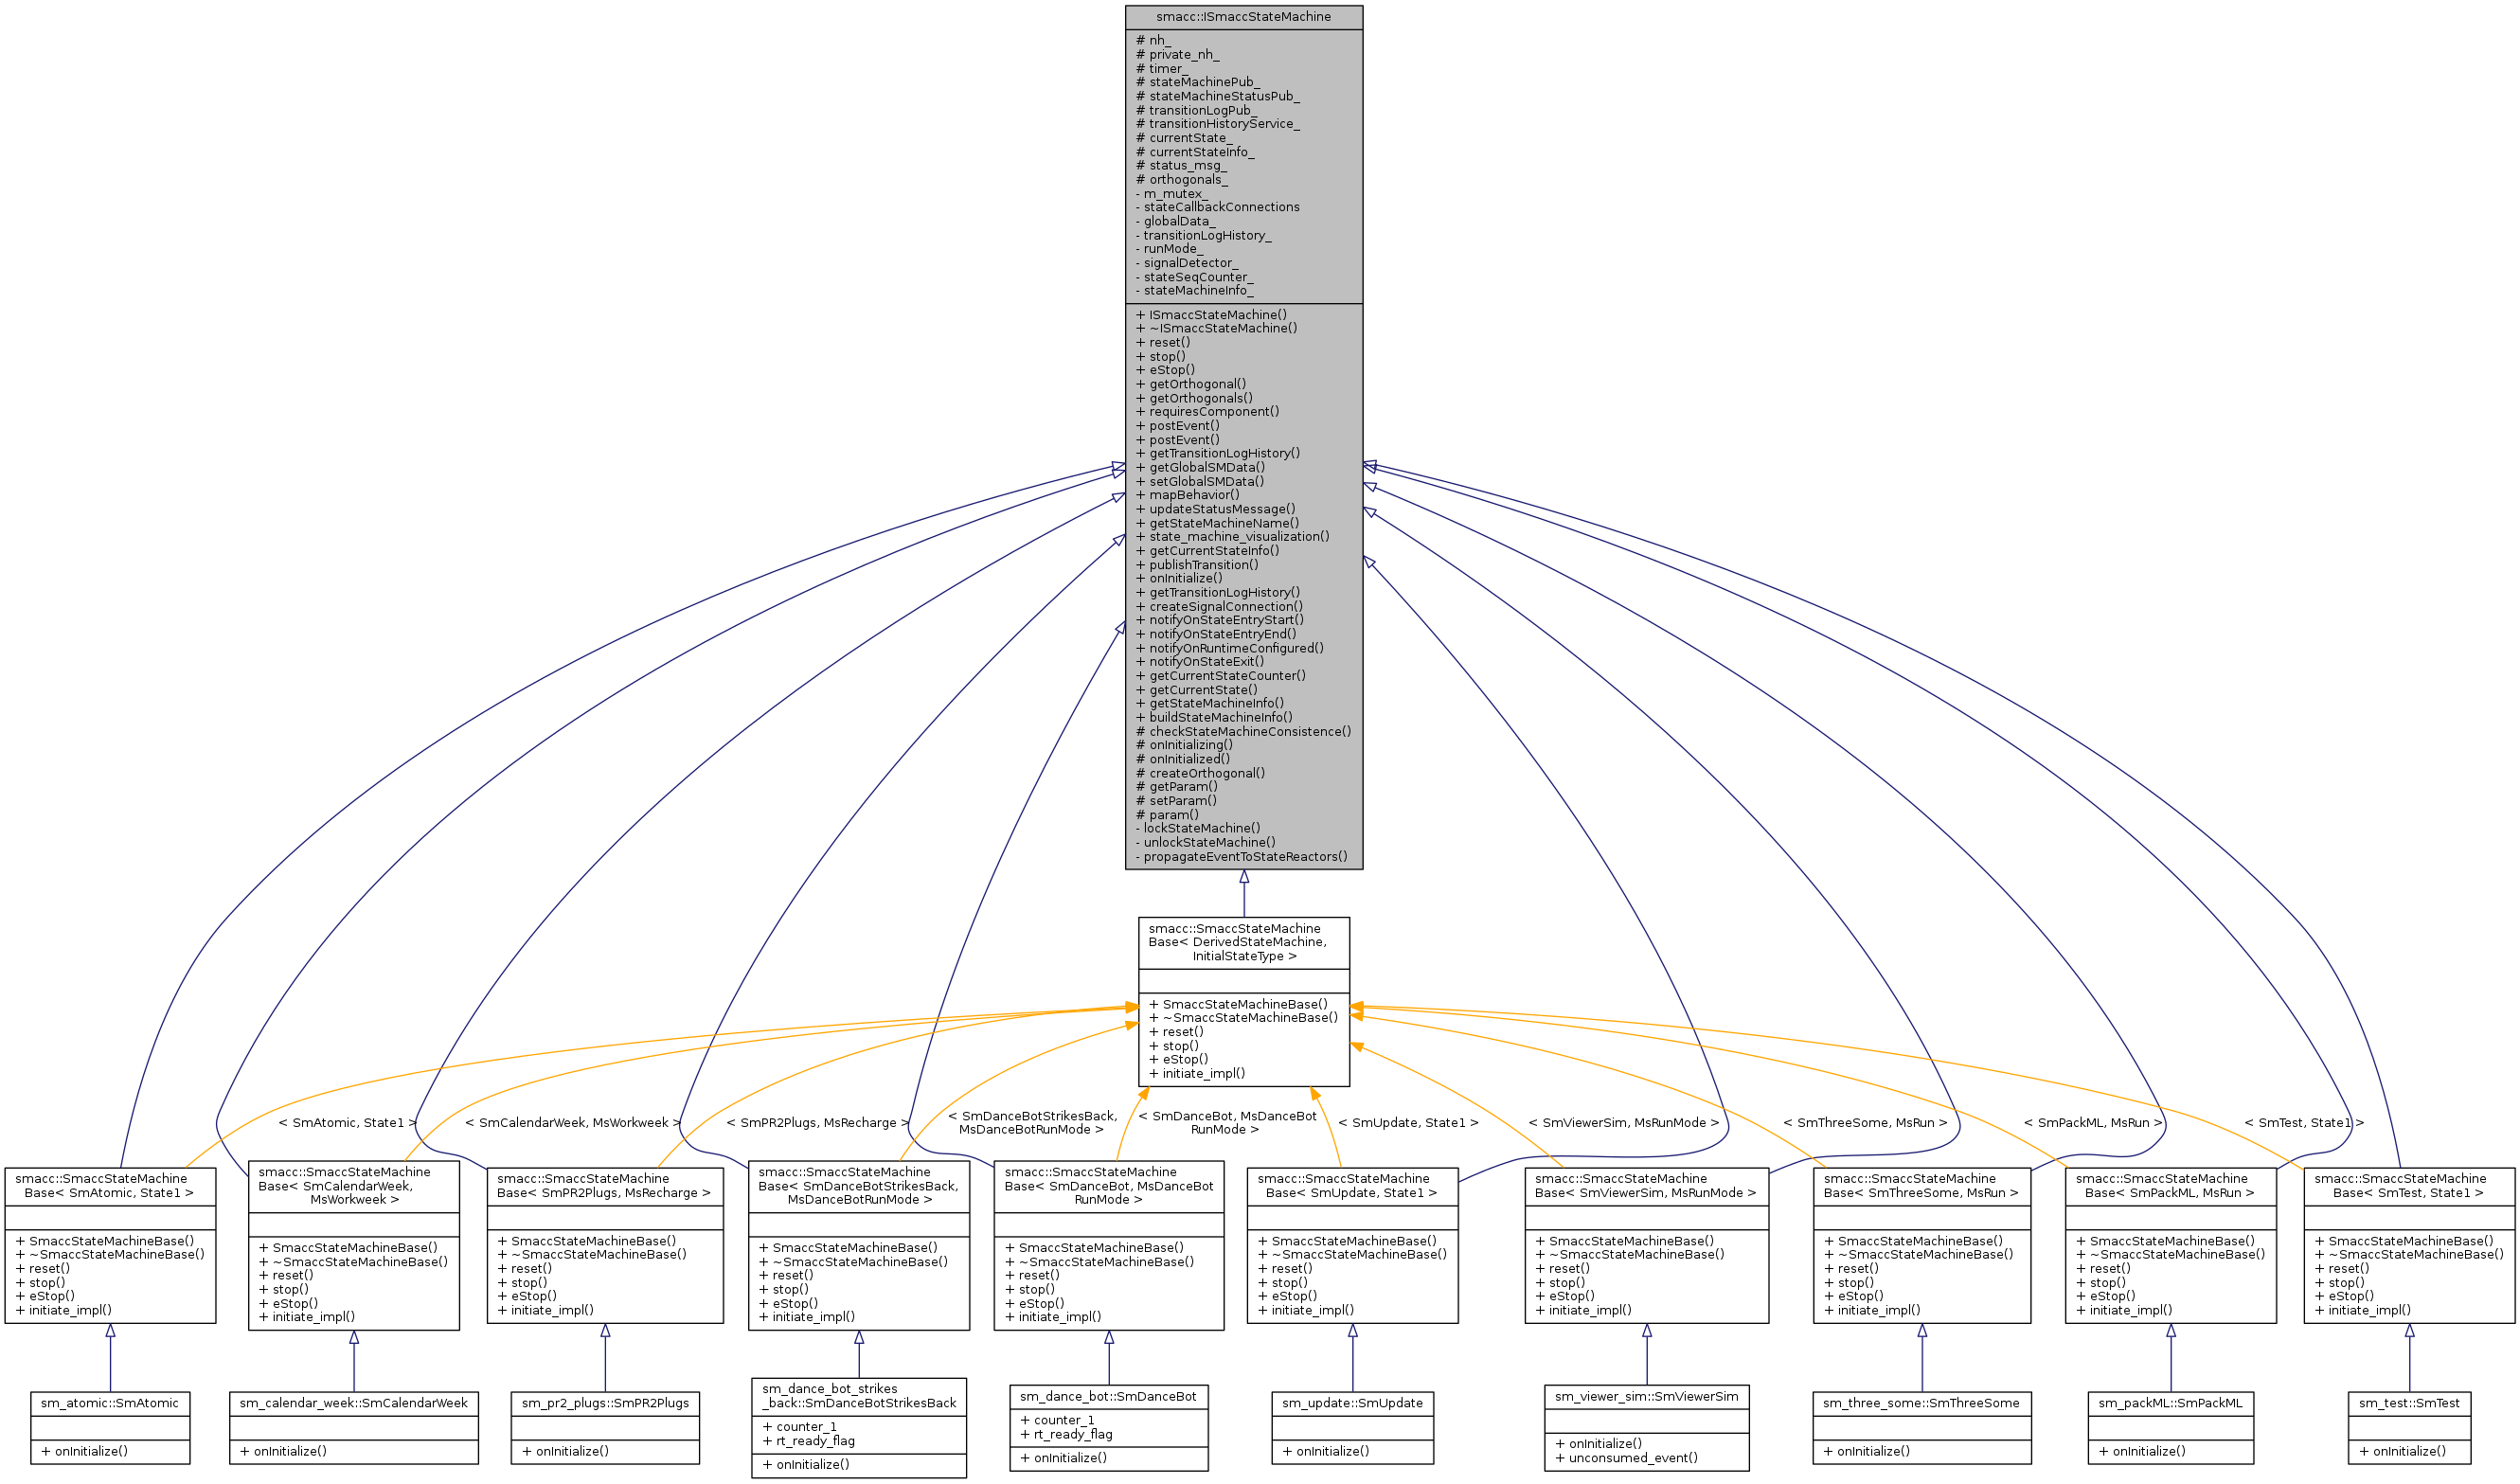 smacc::ISmaccStateMachine
# nh_
# private_nh_
# timer_
# stateMachinePub_
# stateMachineStatusPub_
# transitionLogPub_
# transitionHistoryService_
# currentState_
# currentStateInfo_
# status_msg_
# orthogonals_
- m_mutex_
- stateCallbackConnections
- globalData_
- transitionLogHistory_
- runMode_
- signalDetector_
- stateSeqCounter_
- stateMachineInfo_
+ ISmaccStateMachine()
+ ~ISmaccStateMachine()
+ reset()
+ stop()
+ eStop()
+ getOrthogonal()
+ getOrthogonals()
+ requiresComponent()
+ postEvent()
+ postEvent()
+ getTransitionLogHistory()
+ getGlobalSMData()
+ setGlobalSMData()
+ mapBehavior()
+ updateStatusMessage()
+ getStateMachineName()
+ state_machine_visualization()
+ getCurrentStateInfo()
+ publishTransition()
+ onInitialize()
+ getTransitionLogHistory()
+ createSignalConnection()
+ notifyOnStateEntryStart()
+ notifyOnStateEntryEnd()
+ notifyOnRuntimeConfigured()
+ notifyOnStateExit()
+ getCurrentStateCounter()
+ getCurrentState()
+ getStateMachineInfo()
+ buildStateMachineInfo()
# checkStateMachineConsistence()
# onInitializing()
# onInitialized()
# createOrthogonal()
# getParam()
# setParam()
# param()
- lockStateMachine()
- unlockStateMachine()
- propagateEventToStateReactors()
smacc::SmaccStateMachine
Base< DerivedStateMachine,
InitialStateType >
+ SmaccStateMachineBase()
+ ~SmaccStateMachineBase()
+ reset()
+ stop()
+ eStop()
+ initiate_impl()
< SmAtomic, State1 >
< SmCalendarWeek, MsWorkweek >
< SmPR2Plugs, MsRecharge >
< SmDanceBotStrikesBack,
MsDanceBotRunMode >
< SmDanceBot, MsDanceBot
RunMode >
< SmUpdate, State1 >
< SmViewerSim, MsRunMode >
< SmThreeSome, MsRun >
< SmPackML, MsRun >
< SmTest, State1 >
smacc::SmaccStateMachine
Base< SmAtomic, State1 >
+ SmaccStateMachineBase()
+ ~SmaccStateMachineBase()
+ reset()
+ stop()
+ eStop()
+ initiate_impl()
smacc::SmaccStateMachine
Base< SmCalendarWeek,
MsWorkweek >
+ SmaccStateMachineBase()
+ ~SmaccStateMachineBase()
+ reset()
+ stop()
+ eStop()
+ initiate_impl()
smacc::SmaccStateMachine
Base< SmPR2Plugs, MsRecharge >
+ SmaccStateMachineBase()
+ ~SmaccStateMachineBase()
+ reset()
+ stop()
+ eStop()
+ initiate_impl()
smacc::SmaccStateMachine
Base< SmDanceBotStrikesBack,
MsDanceBotRunMode >
+ SmaccStateMachineBase()
+ ~SmaccStateMachineBase()
+ reset()
+ stop()
+ eStop()
+ initiate_impl()
smacc::SmaccStateMachine
Base< SmDanceBot, MsDanceBot
RunMode >
+ SmaccStateMachineBase()
+ ~SmaccStateMachineBase()
+ reset()
+ stop()
+ eStop()
+ initiate_impl()
smacc::SmaccStateMachine
Base< SmUpdate, State1 >
+ SmaccStateMachineBase()
+ ~SmaccStateMachineBase()
+ reset()
+ stop()
+ eStop()
+ initiate_impl()
smacc::SmaccStateMachine
Base< SmViewerSim, MsRunMode >
+ SmaccStateMachineBase()
+ ~SmaccStateMachineBase()
+ reset()
+ stop()
+ eStop()
+ initiate_impl()
smacc::SmaccStateMachine
Base< SmThreeSome, MsRun >
+ SmaccStateMachineBase()
+ ~SmaccStateMachineBase()
+ reset()
+ stop()
+ eStop()
+ initiate_impl()
smacc::SmaccStateMachine
Base< SmPackML, MsRun >
+ SmaccStateMachineBase()
+ ~SmaccStateMachineBase()
+ reset()
+ stop()
+ eStop()
+ initiate_impl()
smacc::SmaccStateMachine
Base< SmTest, State1 >
+ SmaccStateMachineBase()
+ ~SmaccStateMachineBase()
+ reset()
+ stop()
+ eStop()
+ initiate_impl()
sm_atomic::SmAtomic
+ onInitialize()
sm_calendar_week::SmCalendarWeek
+ onInitialize()
sm_pr2_plugs::SmPR2Plugs
+ onInitialize()
sm_dance_bot_strikes
_back::SmDanceBotStrikesBack
+ counter_1
+ rt_ready_flag
+ onInitialize()
sm_dance_bot::SmDanceBot
+ counter_1
+ rt_ready_flag
+ onInitialize()
sm_update::SmUpdate
+ onInitialize()
sm_viewer_sim::SmViewerSim
+ onInitialize()
+ unconsumed_event()
sm_three_some::SmThreeSome
+ onInitialize()
sm_packML::SmPackML
+ onInitialize()
sm_test::SmTest
+ onInitialize()